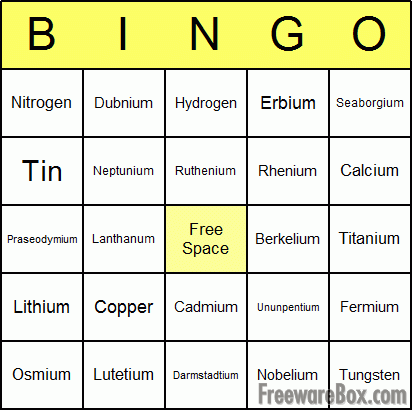 B I N G O
Nitrogen Dubnium Hydrogen Erbium Seaborgium
Tin Neptunium Ruthenium Rhenium Calcium
Praseodymium Lanthanum Free Space Berkelium Titanium
Lithium Copper Cadmium Ununpentium Fermium
Osmium Lutetium Darmstadtium Nobelium Tungsten
FreewareBox.com